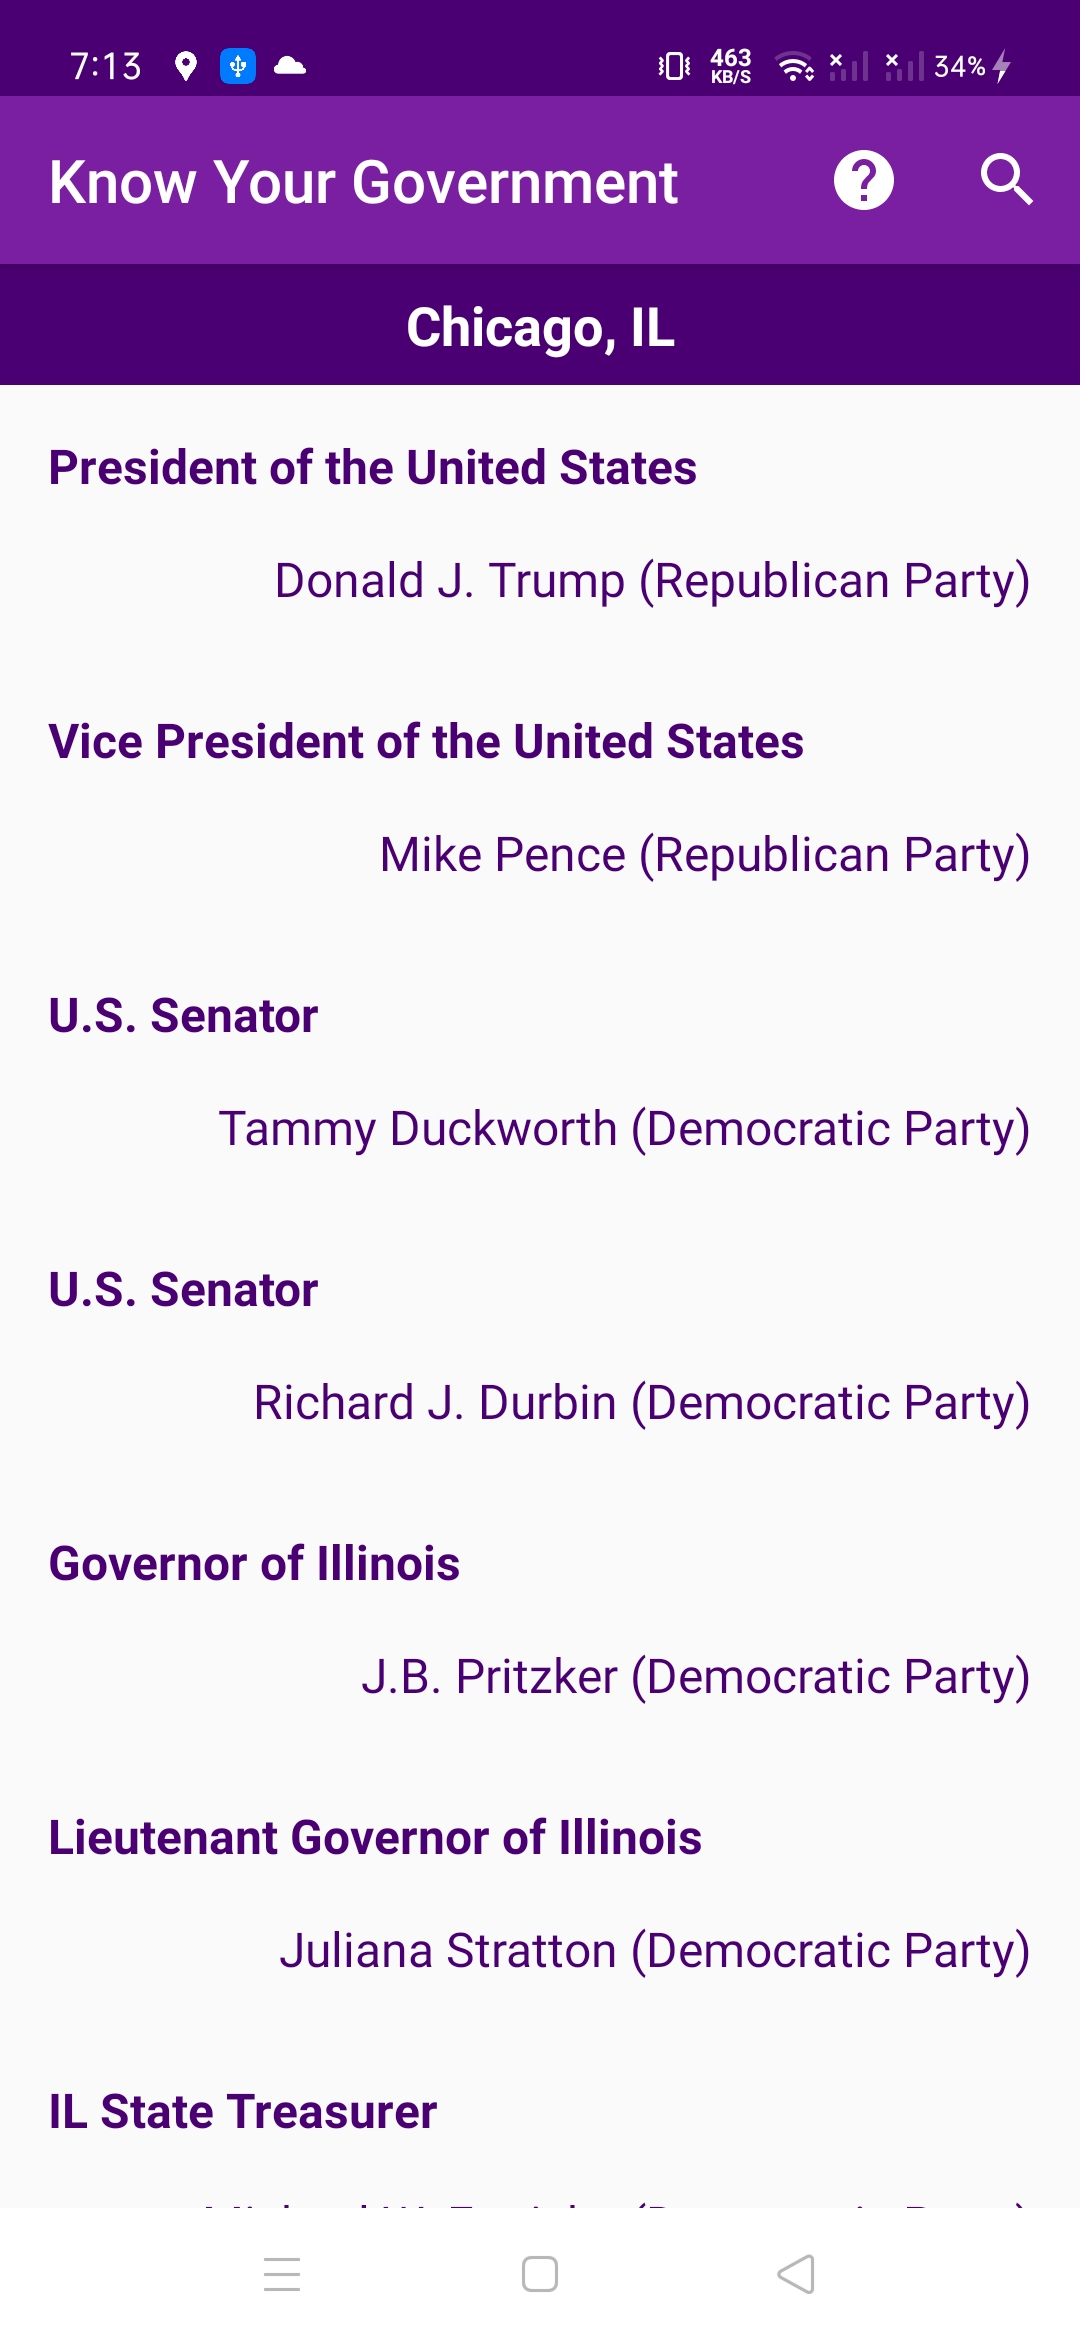 7:13 463 KB/S 34%
Know Your Government
Chicago, IL
President of the United States
Donald J. Trump (Republican Party)
Vice President of the United States
Mike Pence (Republican Party)
U.S. Senator
Tammy Duckworth (Democratic Party)
U.S. Senator
Richard J. Durbin (Democratic Party)
Governor of Illinois
J.B. Pritzker (Democratic Party)
Lieutenant Governor of Illinois
Juliana Stratton (Democratic Party)
IL State Treasurer